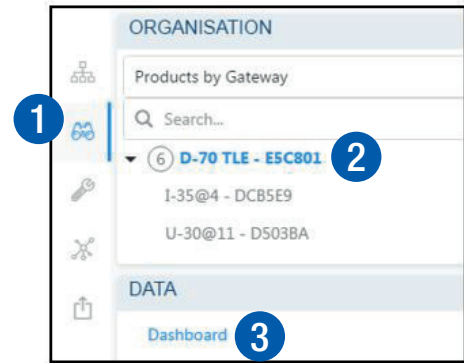 ORGANISATION
Products by Gateway
1
Search...
6 D-70 TLE - E5C801 2
I-35@4 - DCB5E9
U-30@11 - D503BA
DATA
Dashboard 3